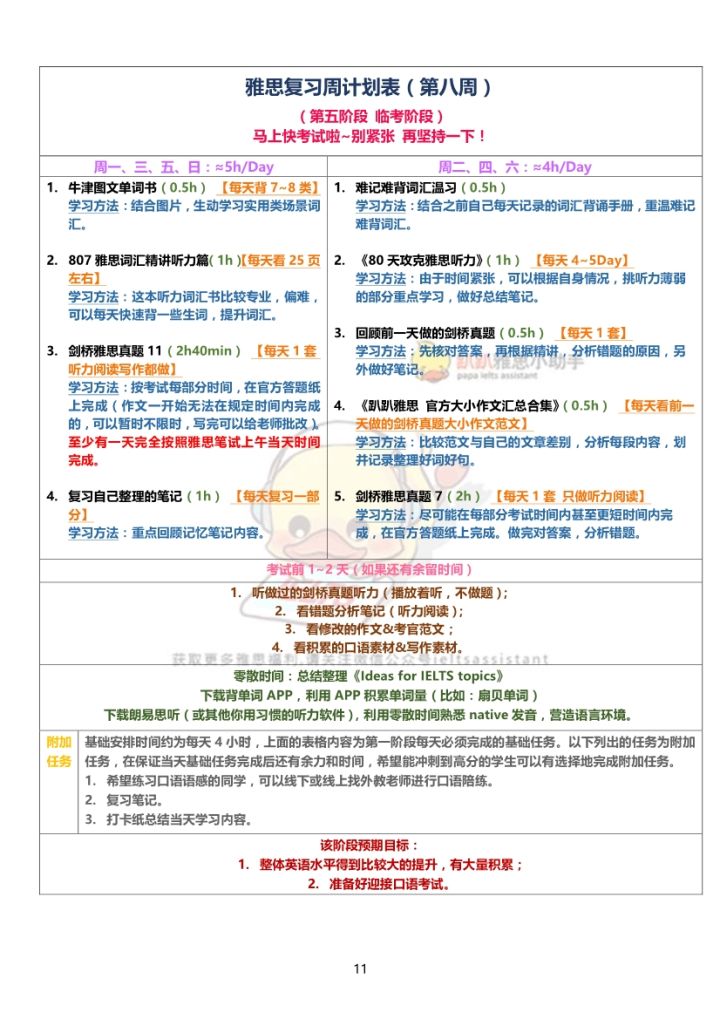 雅思复习周计划表（第八周）
（第五阶段 临考阶段）
马上快考试啦~别紧张 再坚持一下！
周一、三、五、日：≈5h/Day
1. 牛津图文单词书（0.5h）【每天背 7~8 类】
学习方法：结合图片，生动学习实用类场景词
汇。
2. 807 雅思词汇精讲听力篇（1h）【每天看 25 页
左右】
学习方法：这本听力词汇书比较专业，偏难，
可以每天快速背一些生词，提升词汇。
3. 剑桥雅思真题 11（2h40min）【每天 1 套
听力阅读写作都做】
学习方法：按考试每部分时间，在官方答题纸
上完成（作文一开始无法在规定时间内完成
的，可以暂时不限时，写完可以给老师批改）。
至少有一天完全按照雅思笔试上午当天时间
完成。
4. 复习自己整理的笔记（1h）【每天复习一部
分】
学习方法：重点回顾记忆笔记内容。
周二、四、六：≈4h/Day
1. 难记难背词汇温习（0.5h）
学习方法：结合之前自己每天记录的词汇背诵手册，重温难记
难背词汇。
2. 《80 天攻克雅思听力》（1h）【每天 4~5Day】
学习方法：由于时间紧张，可以根据自身情况，挑听力薄弱
的部分重点学习，做好总结笔记。
3. 回顾前一天做的剑桥真题（0.5h）【每天 1 套】
学习方法：先核对答案，再根据精讲，分析错题的原因，另
外做好笔记。
4. 《趴趴雅思 官方大小作文汇总合集》（0.5h）【每天看前一
天做的剑桥真题大小作文范文】
学习方法：比较范文与自己的文章差别，分析每段内容，划
并记录整理好词好句。
5. 剑桥雅思真题 7（2h）【每天 1 套 只做听力阅读】
学习方法：尽可能在每部分考试时间内甚至更短时间内完
成，在官方答题纸上完成。做完对答案，分析错题。
趴趴雅思小助手
papa ielts assistant
考试前 1~2 天（如果还有余留时间）
1. 听做过的剑桥真题听力（播放着听，不做题）；
2. 看错题分析笔记（听力阅读）；
3. 看修改的作文&考官范文；
4. 看积累的口语素材&写作素材。
获取更多雅思福利,请关注微信公众号ieltsassistant
零散时间：总结整理《Ideas for IELTS topics》
下载背单词 APP，利用 APP 积累单词量（比如：扇贝单词）
下载朗易思听（或其他你用习惯的听力软件），利用零散时间熟悉 native 发音，营造语言环境。
附加
任务
基础安排时间约为每天 4 小时，上面的表格内容为第一阶段每天必须完成的基础任务。以下列出的任务为附加
任务，在保证当天基础任务完成后还有余力和时间，希望能冲刺到高分的学生可以有选择地完成附加任务。
1. 希望练习口语语感的同学，可以线下或线上找外教老师进行口语陪练。
2. 复习笔记。
3. 打卡纸总结当天学习内容。
该阶段预期目标：
1. 整体英语水平得到比较大的提升，有大量积累；
2. 准备好迎接口语考试。
11